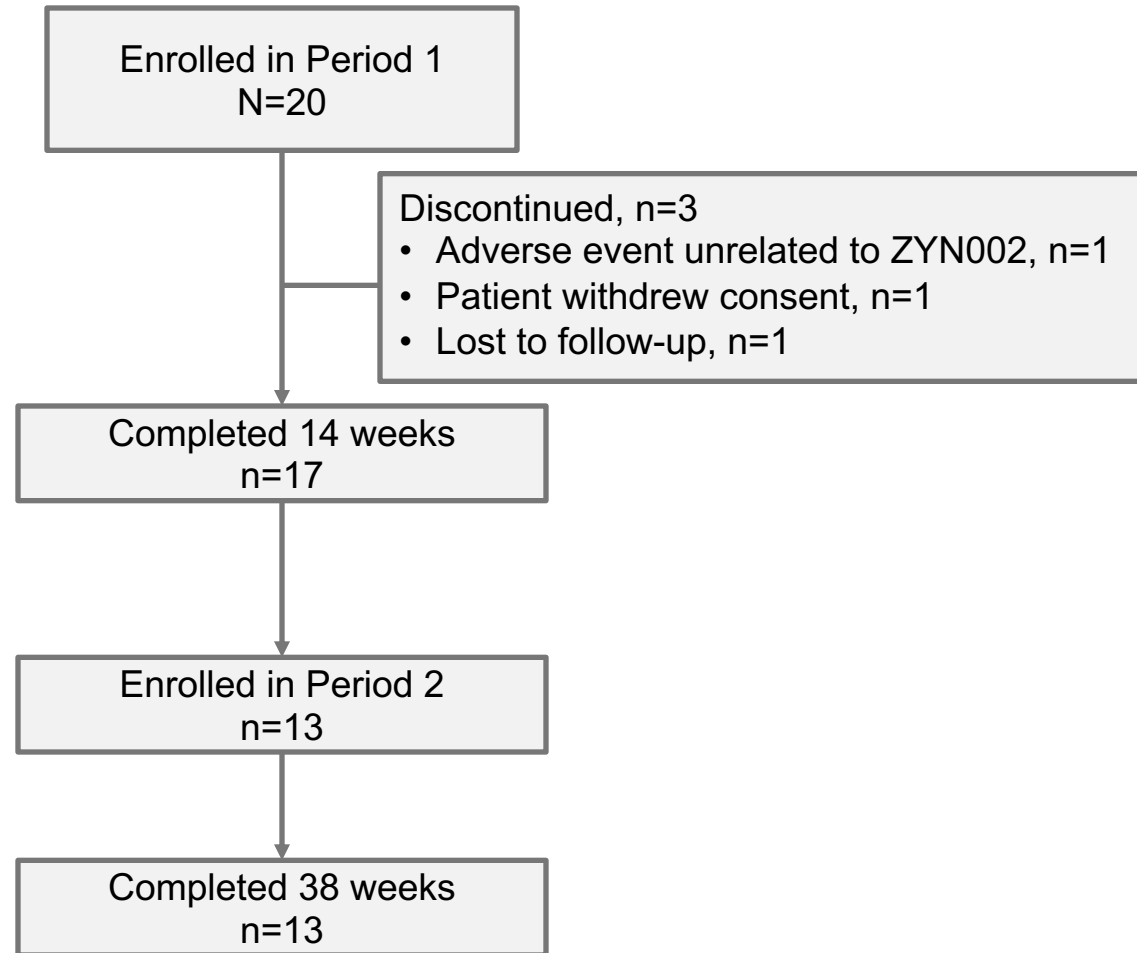 Enrolled in Period 1
N=20
Discontinued, n=3
• Adverse event unrelated to ZYN002, n=1
• Patient withdrew consent, n=1
• Lost to follow-up, n=1
Completed 14 weeks
n=17
Enrolled in Period 2
n=13
Completed 38 weeks
n=13